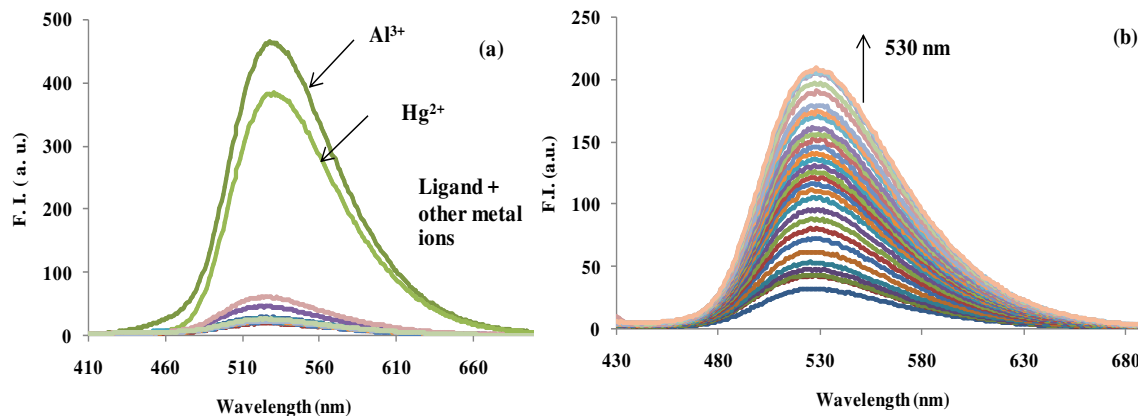 (a)
500
400
300
200
100
0
F. I. ( a. u. )
Al³⁺
Hg²⁺
Ligand +
other metal
ions
410 460 510 560 610 660
Wavelength (nm)
(b)
250
200
150
100
50
0
F.I. (a.u.)
530 nm
430 480 530 580 630 680
Wavelength (nm)